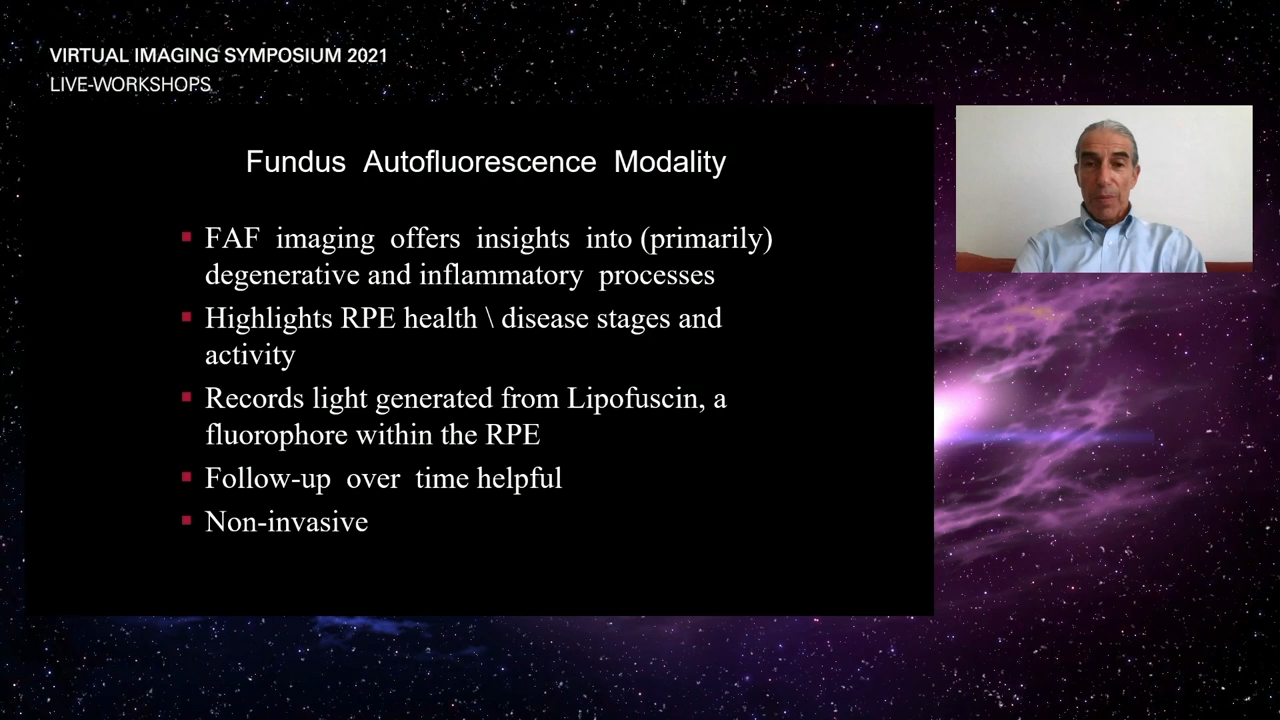 VIRTUAL IMAGING SYMPOSIUM 2021
LIVE-WORKSHOPS
Fundus Autofluorescence Modality
FAF imaging offers insights into (primarily)
degenerative and inflammatory processes
Highlights RPE health \ disease stages and
activity
Records light generated from Lipofuscin, a
fluorophore within the RPE
Follow-up over time helpful
Non-invasive